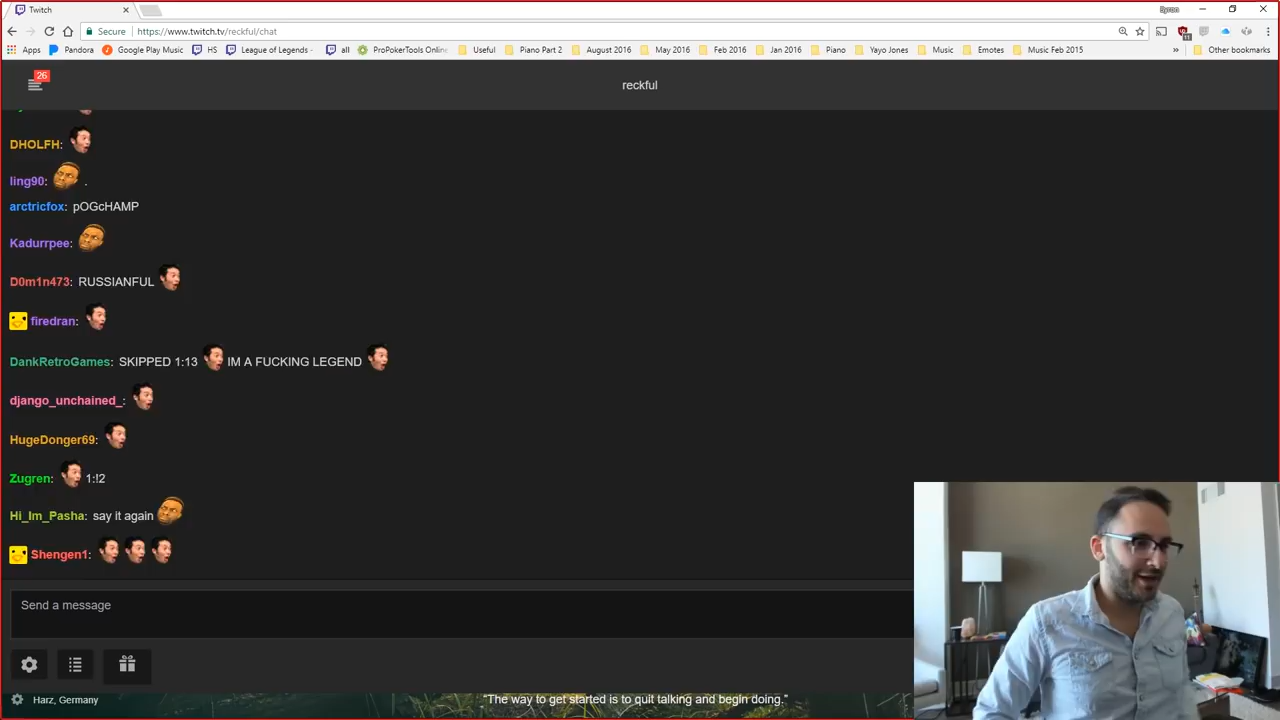 Twitch
Byron
Secure
https://www.twitch.tv/reckful/chat
Apps
Pandora
Google Play Music
HS
League of Legends -
all
ProPokerTools Online
Piano Part 2
August 2016
May 2016
Feb 2016
Jan 2016
Piano
Yayo Jones
Music
Emotes
Music Feb 2015
»
Other bookmarks
26
reckful
DHOLFH:
ling90: .
arctricfox: pOGcHAMP
Kadurrpee:
D0m1n473: RUSSIANFUL
firedran:
DankRetroGames: SKIPPED 1:13 IM A FUCKING LEGEND
django_unchained_:
HugeDonger69:
Zugren: 1:!2
Hi_Im_Pasha: say it again
Shengen1:
Send a message
Harz, Germany
"The way to get started is to quit talking and begin doing."